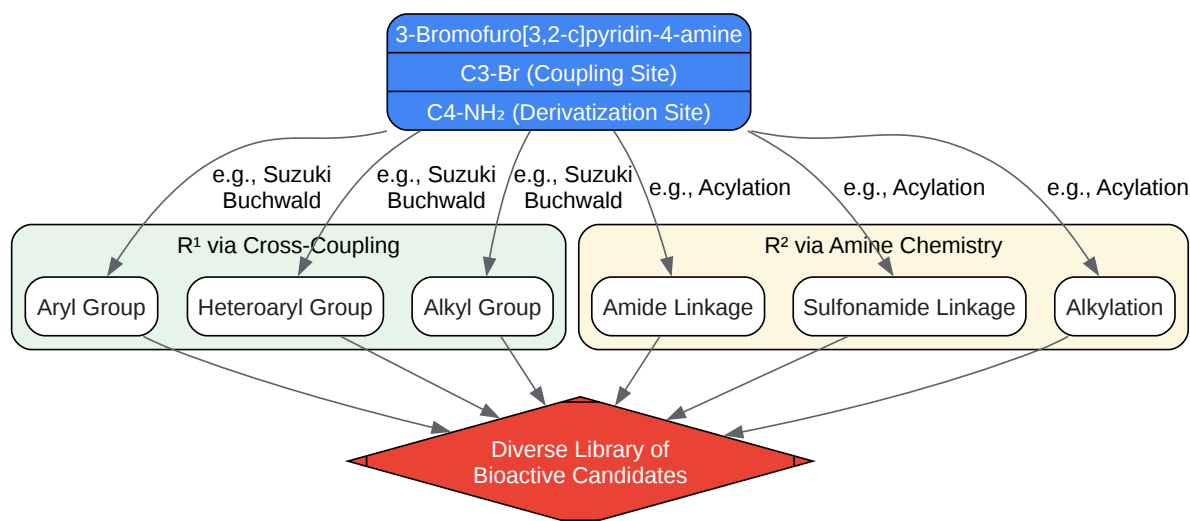 3-Bromofuro[3,2-c]pyridin-4-amine
C3-Br (Coupling Site)
C4-NH₂ (Derivatization Site)
e.g., Suzuki
Buchwald
e.g., Suzuki
Buchwald
e.g., Suzuki
Buchwald
e.g., Acylation
e.g., Acylation
e.g., Acylation
R¹ via Cross-Coupling
Aryl Group
Heteroaryl Group
Alkyl Group
R² via Amine Chemistry
Amide Linkage
Sulfonamide Linkage
Alkylation
Diverse Library of
Bioactive Candidates